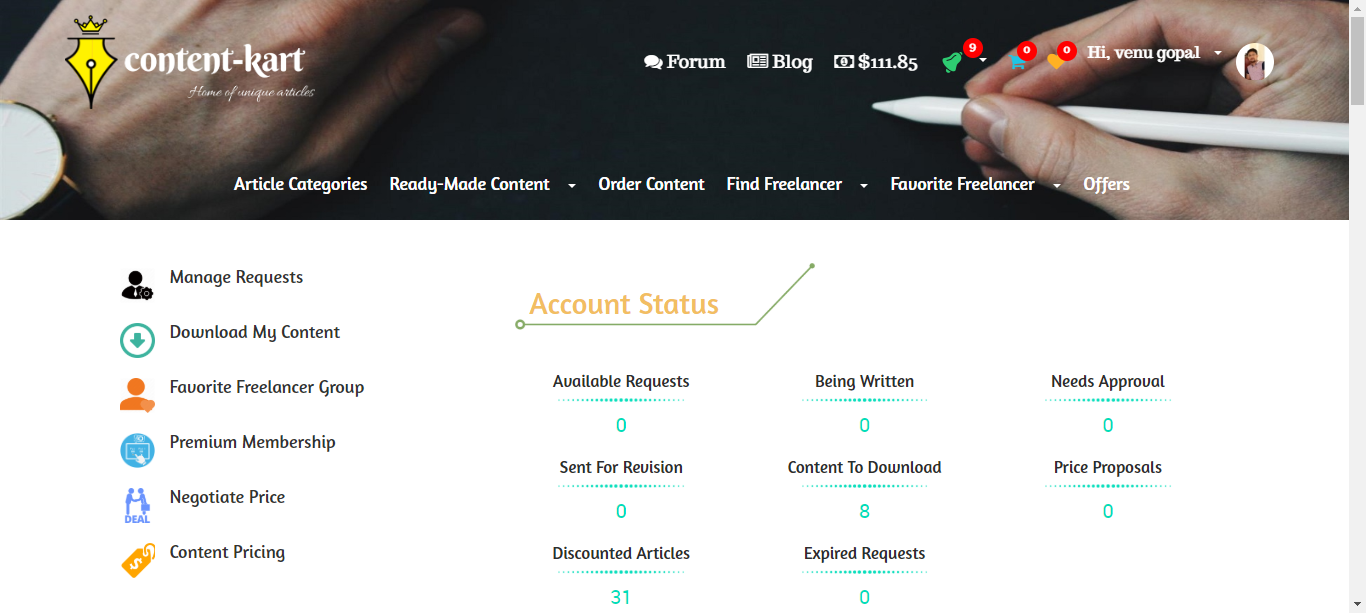 content-kart
Home of unique articles
Forum
Blog
$111.85
9
0
0
Hi, venu gopal
Article Categories
Ready-Made Content
Order Content
Find Freelancer
Favorite Freelancer
Offers
Manage Requests
Download My Content
Favorite Freelancer Group
Premium Membership
Negotiate Price
DEAL
Content Pricing
Account Status
Available Requests
0
Being Written
0
Needs Approval
0
Sent For Revision
0
Content To Download
8
Price Proposals
0
Discounted Articles
31
Expired Requests
0